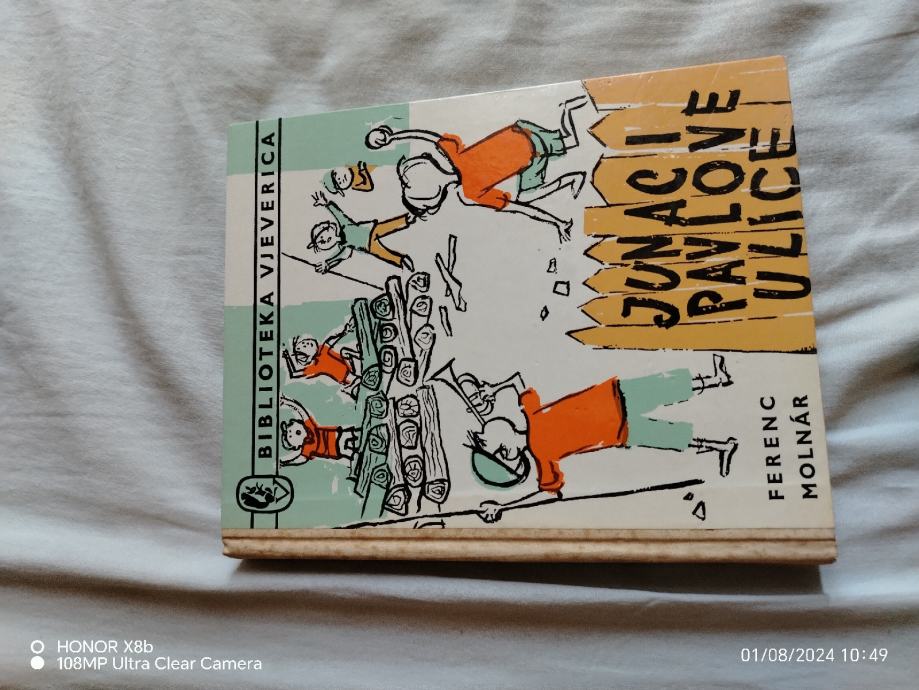 BIBLIOTEKA VJEVERICA
JUNACI
PAVLOVE
ULICE
FERENC
MOLNÁR
HONOR X8b
108MP Ultra Clear Camera
01/08/2024 10:49